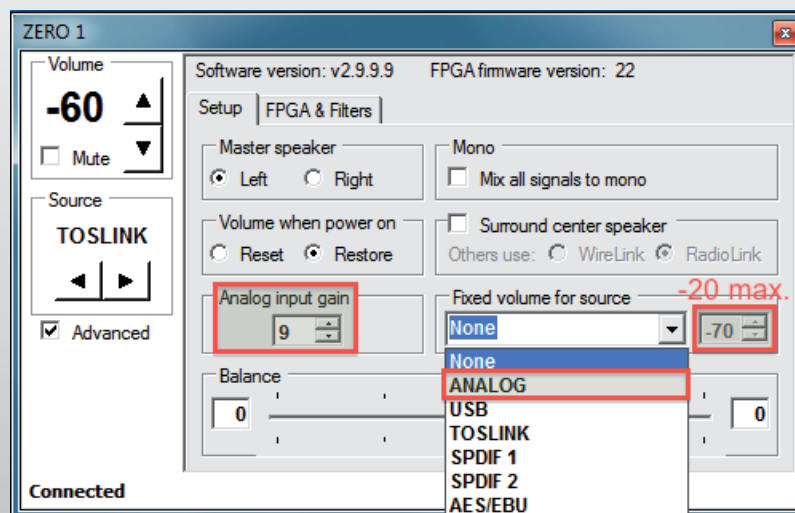 ZERO 1
Volume
-60
Mute
Source
TOSLINK
Advanced
Connected
Software version: v2.9.9.9 FPGA firmware version: 22
Setup FPGA & Filters
Master speaker
Left Right
Mono
Mix all signals to mono
Volume when power on
Reset Restore
Surround center speaker
Others use: WireLink RadioLink
Analog input gain
9
Fixed volume for source
-20 max.
None
-70
None
ANALOG
USB
TOSLINK
SPDIF 1
SPDIF 2
AES/EBU
Balance
0 0